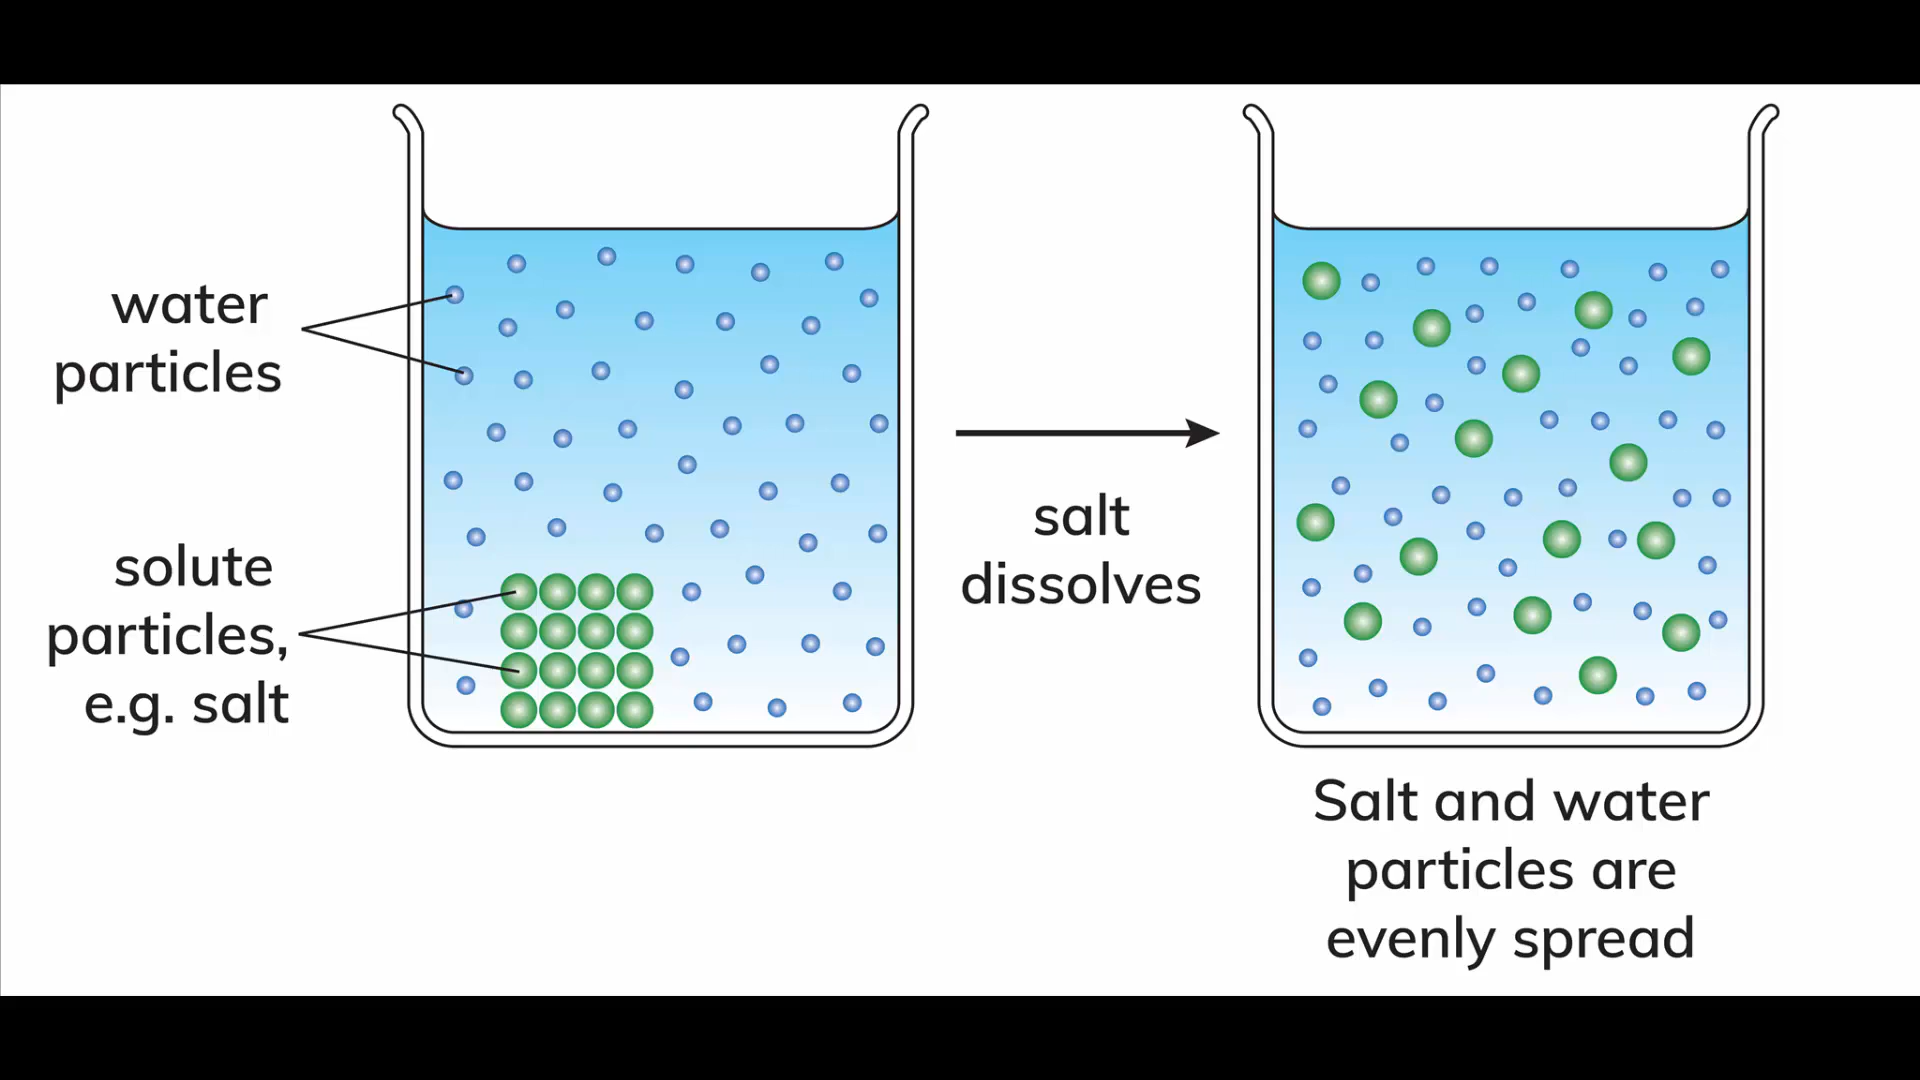 water
particles
solute
particles,
e.g. salt
salt
dissolves
Salt and water
particles are
evenly spread